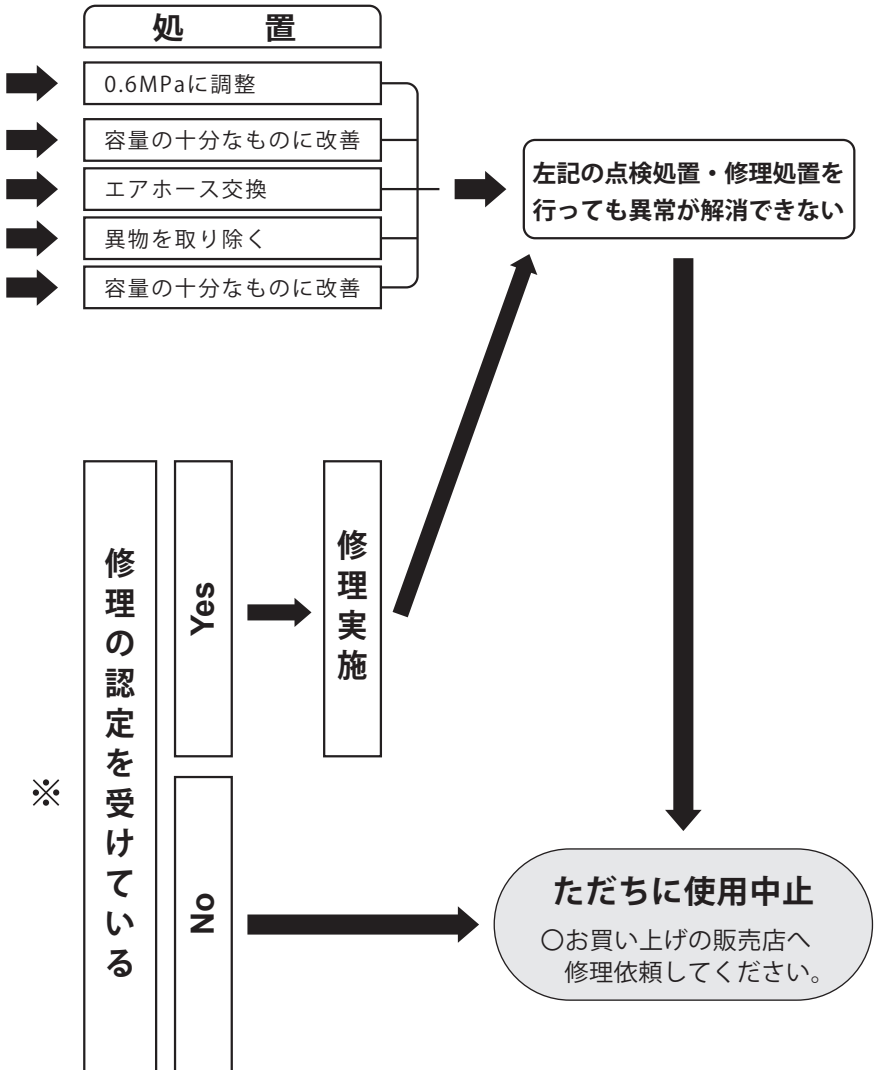 処 置
0.6MPaに調整
容量の十分なものに改善
エアホース交換
異物を取り除く
容量の十分なものに改善
左記の点検処置・修理処置を
行っても異常が解消できない
※
修理の認定を受けている
Yes
修理実施
No
ただちに使用中止
○お買い上げの販売店へ
修理依頼してください。